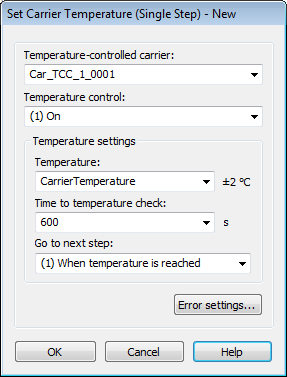 Set Carrier Temperature (Single Step) - New
Temperature-controlled carrier:
Car_TCC_1_0001
Temperature control:
(1) On
Temperature settings
Temperature:
CarrierTemperature ±2 °C
Time to temperature check:
600 s
Go to next step:
(1) When temperature is reached
Error settings...
OK Cancel Help